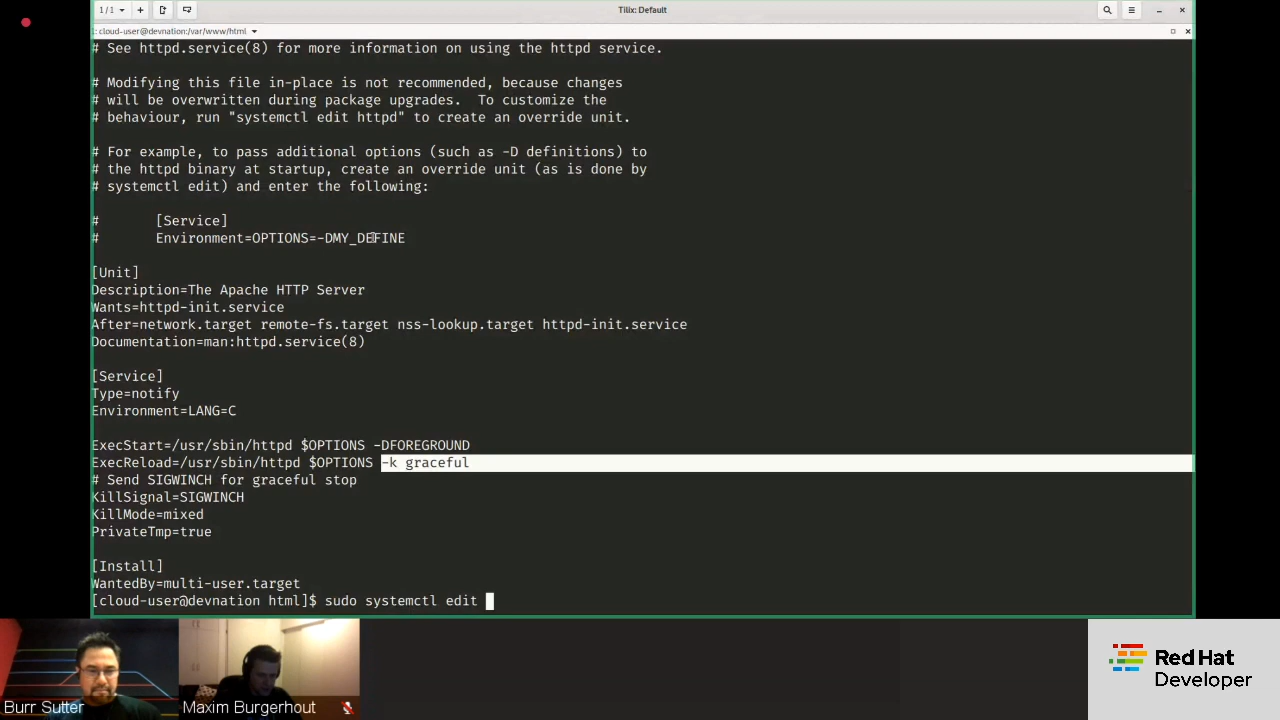 1 / 1
Tilix: Default
: cloud-user@devnation:/var/www/html
# See httpd.service(8) for more information on using the httpd service.
# Modifying this file in-place is not recommended, because changes
# will be overwritten during package upgrades.  To customize the
# behaviour, run "systemctl edit httpd" to create an override unit.
# For example, to pass additional options (such as -D definitions) to
# the httpd binary at startup, create an override unit (as is done by
# systemctl edit) and enter the following:
#       [Service]
#       Environment=OPTIONS=-DMY_DEFINE
[Unit]
Description=The Apache HTTP Server
Wants=httpd-init.service
After=network.target remote-fs.target nss-lookup.target httpd-init.service
Documentation=man:httpd.service(8)
[Service]
Type=notify
Environment=LANG=C
ExecStart=/usr/sbin/httpd $OPTIONS -DFOREGROUND
ExecReload=/usr/sbin/httpd $OPTIONS -k graceful
# Send SIGWINCH for graceful stop
KillSignal=SIGWINCH
KillMode=mixed
PrivateTmp=true
[Install]
WantedBy=multi-user.target
[cloud-user@devnation html]$ sudo systemctl edit
Burr Sutter
Maxim Burgerhout
Red Hat
Developer